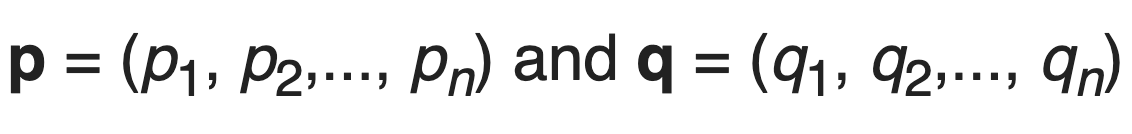 p = (p₁, p₂,..., pₙ) and q = (q₁, q₂,..., qₙ)